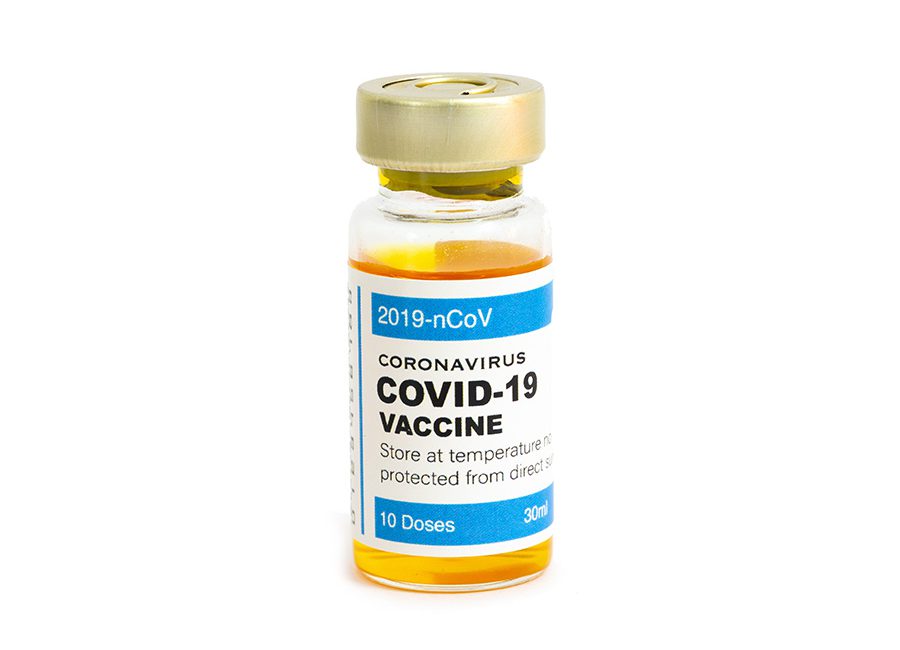 2019-nCoV
CORONAVIRUS
COVID-19
VACCINE
Store at temperature
protected from direct
10 Doses 30ml